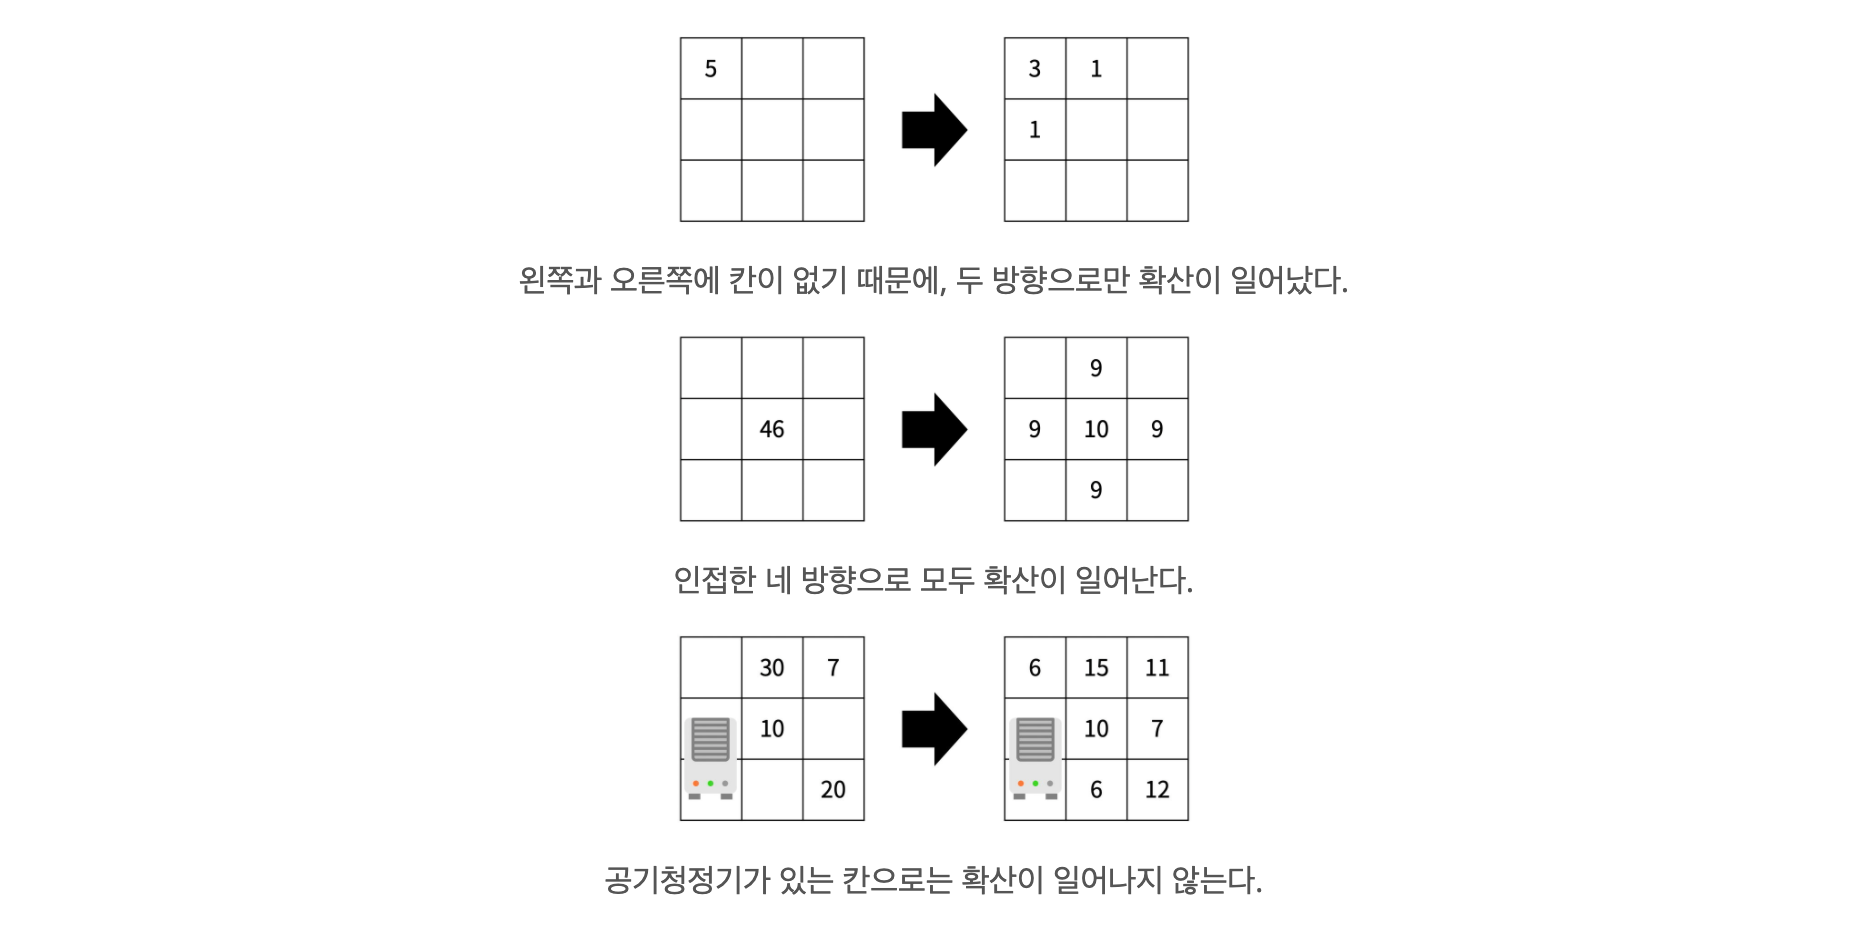 5 3 1
1
왼쪽과 오른쪽에 칸이 없기 때문에, 두 방향으로만 확산이 일어났다.
9
46 9 10 9
9
인접한 네 방향으로 모두 확산이 일어난다.
30 7 6 15 11
10 10 7
20 6 12
공기청정기가 있는 칸으로는 확산이 일어나지 않는다.